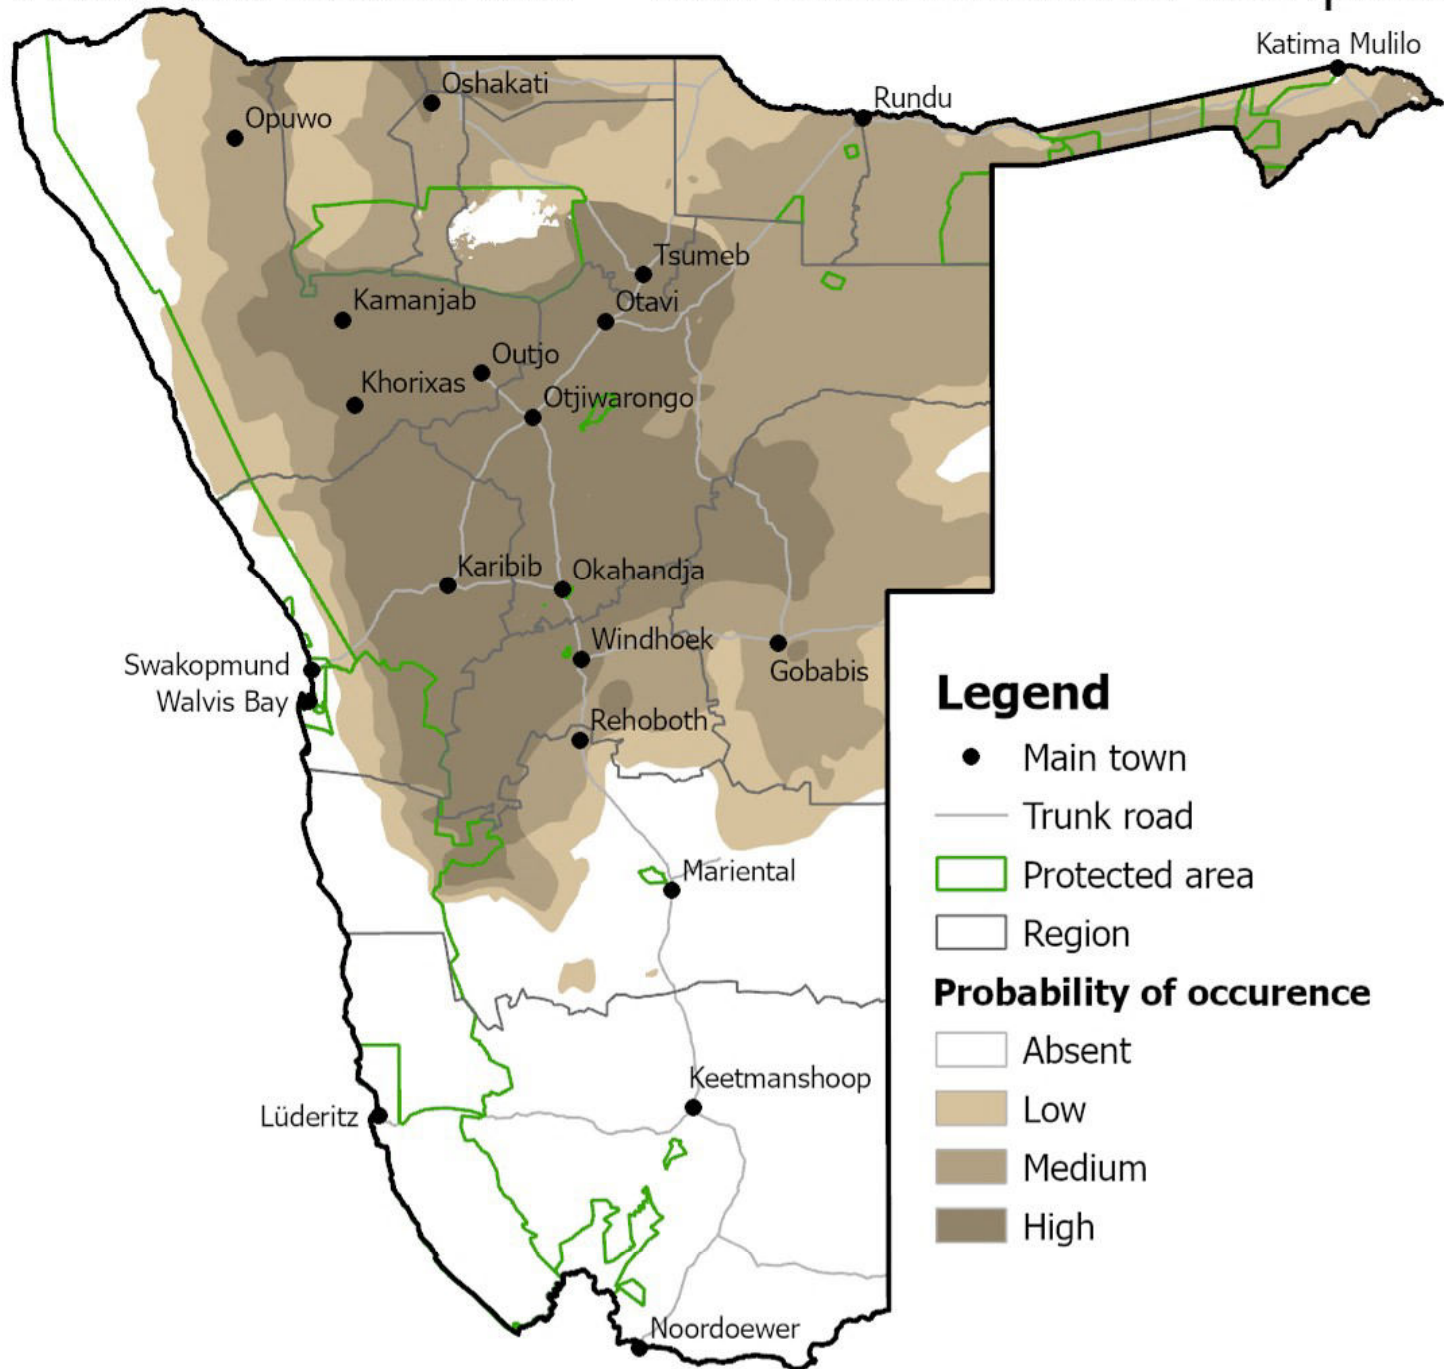 Katima Mulilo
Oshakati
Rundu
Opuwo
Tsumeb
Kamanjab
Otavi
Outjo
Khorixas
Otjiwarongo
Karibib
Okahandja
Windhoek
Swakopmund
Gobabis
Walvis Bay
Rehoboth
Mariental
Keetmanshoop
Lüderitz
Noordoewer
Legend
Main town
Trunk road
Protected area
Region
Probability of occurence
Absent
Low
Medium
High